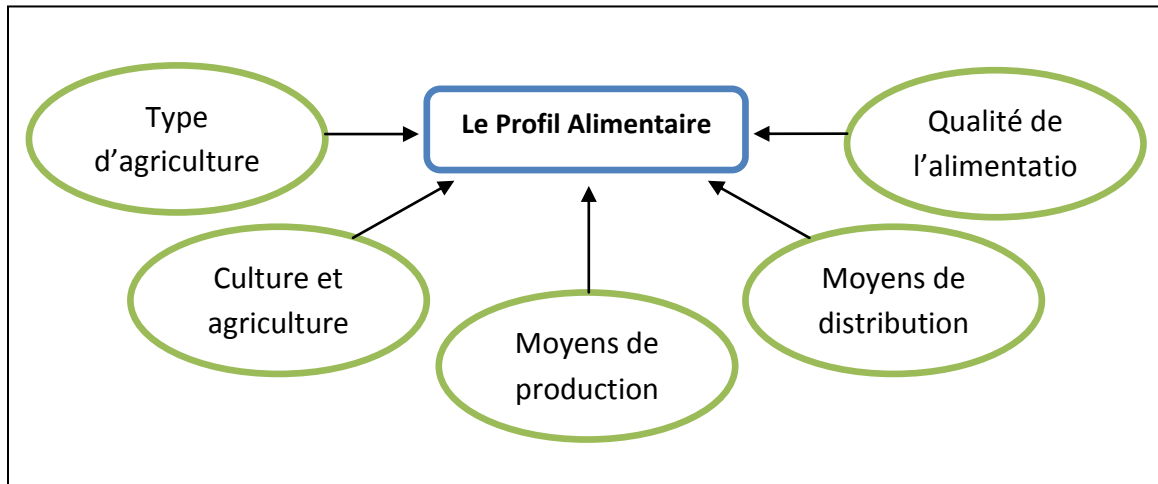 Le Profil Alimentaire
Type
d’agriculture
Culture et
agriculture
Moyens de
production
Moyens de
distribution
Qualité de
l’alimentatio